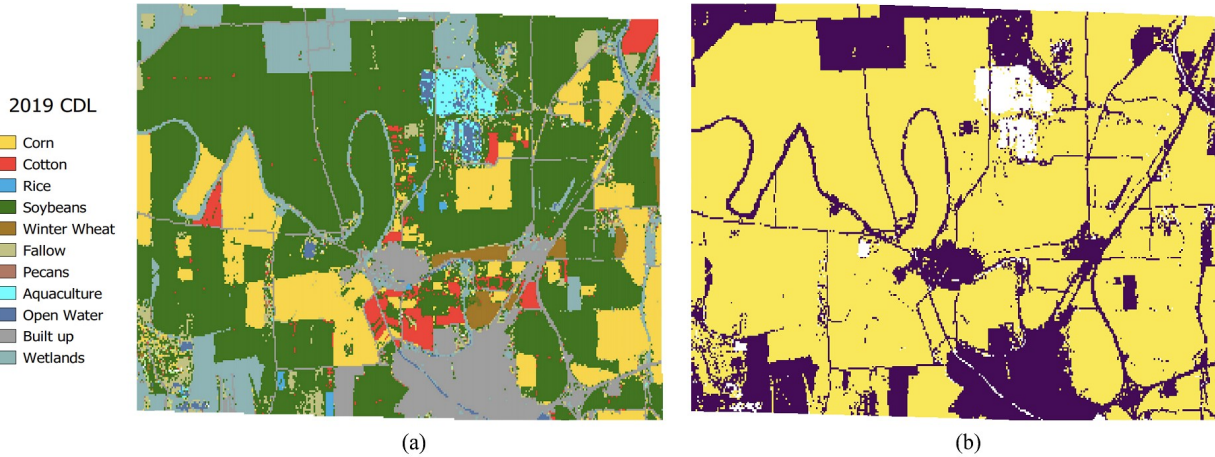 2019 CDL
Corn
Cotton
Rice
Soybeans
Winter Wheat
Fallow
Pecans
Aquaculture
Open Water
Built up
Wetlands
(a)
(b)